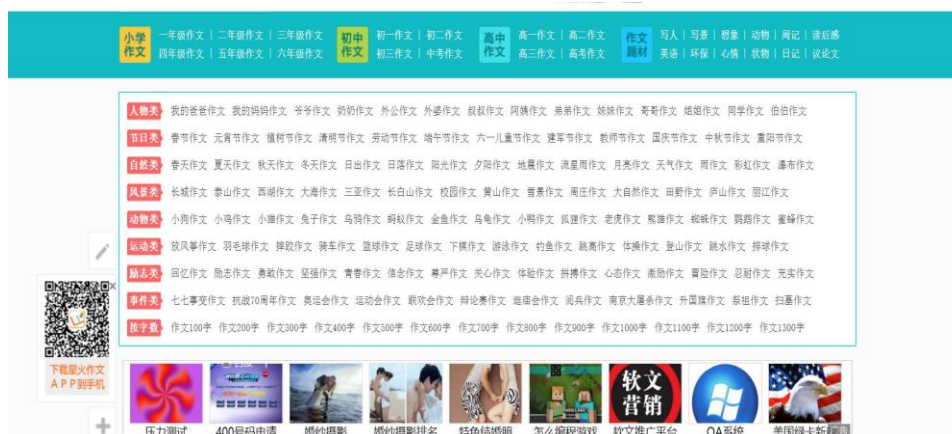 小学作文
一年级作文 | 二年级作文 | 三年级作文
四年级作文 | 五年级作文 | 六年级作文
初中作文
初一作文 | 初二作文
初三作文 | 中考作文
高中作文
高一作文 | 高二作文
高三作文 | 高考作文
作文题材
写人 | 写景 | 想象 | 动物 | 周记 | 读后感
英语 | 环保 | 心情 | 状物 | 日记 | 议论文
人物类 我的爸爸作文 我的妈妈作文 爷爷作文 奶奶作文 外公作文 外婆作文 叔叔作文 阿姨作文 弟弟作文 妹妹作文 哥哥作文 姐姐作文 同学作文 伯伯作文
节日类 春节作文 元宵节作文 植树节作文 清明节作文 劳动节作文 端午节作文 六一儿童节作文 建军节作文 教师节作文 国庆节作文 中秋节作文 重阳节作文
自然类 春天作文 夏天作文 秋天作文 冬天作文 日出作文 日落作文 阳光作文 夕阳作文 地震作文 流星雨作文 月亮作文 天气作文 雨作文 彩虹作文 瀑布作文
风景类 长城作文 泰山作文 西湖作文 大海作文 三亚作文 长白山作文 校园作文 黄山作文 雪景作文 周庄作文 大自然作文 田野作文 庐山作文 丽江作文
动物类 小狗作文 小鸡作文 小猫作文 兔子作文 乌鸦作文 蚂蚁作文 金鱼作文 乌龟作文 小鸭作文 狐狸作文 老虎作文 熊猫作文 蜘蛛作文 鹦鹉作文 蜜蜂作文
运动类 放风筝作文 羽毛球作文 摔跤作文 骑车作文 篮球作文 足球作文 下棋作文 游泳作文 钓鱼作文 跳高作文 体操作文 登山作文 跳水作文 排球作文
励志类 回忆作文 励志作文 勇敢作文 坚强作文 青春作文 信念作文 尊严作文 关心作文 体验作文 拼搏作文 心态作文 激励作文 冒险作文 忍耐作文 充实作文
事件类 七七事变作文 抗战70周年作文 奥运会作文 运动会作文 联欢会作文 辩论赛作文 逛庙会作文 阅兵作文 南京大屠杀作文 升国旗作文 祭祖作文 扫墓作文
按字数 作文100字 作文200字 作文300字 作文400字 作文500字 作文600字 作文700字 作文800字 作文900字 作文1000字 作文1100字 作文1200字 作文1300字
下载星火作文
APP到手机
软文
营销
压力测试 400号码申请 婚纱摄影 婚纱摄影排名 特色结婚照 怎么编程游戏 软文推广平台 OA系统 美国绿卡新 广告